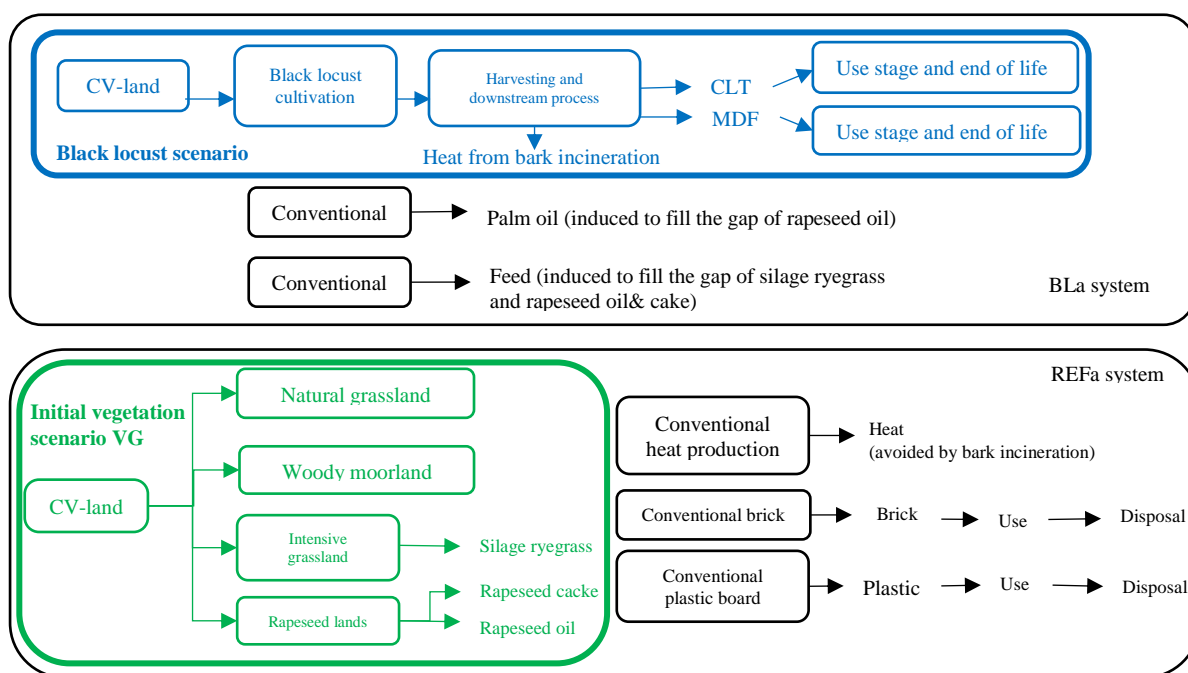 CV-land
Black locust
cultivation
Harvesting and
downstream process
CLT
MDF
Use stage and end of life
Use stage and end of life
Black locust scenario
Heat from bark incineration
Conventional
Palm oil (induced to fill the gap of rapeseed oil)
Conventional
Feed (induced to fill the gap of silage ryegrass
and rapeseed oil& cake)
BLa system
REFa system
Initial vegetation
scenario VG
CV-land
Natural grassland
Woody moorland
Intensive
grassland
Silage ryegrass
Rapeseed lands
Rapeseed cacke
Rapeseed oil
Conventional
heat production
Heat
(avoided by bark incineration)
Conventional brick
Brick
Use
Disposal
Conventional
plastic board
Plastic
Use
Disposal